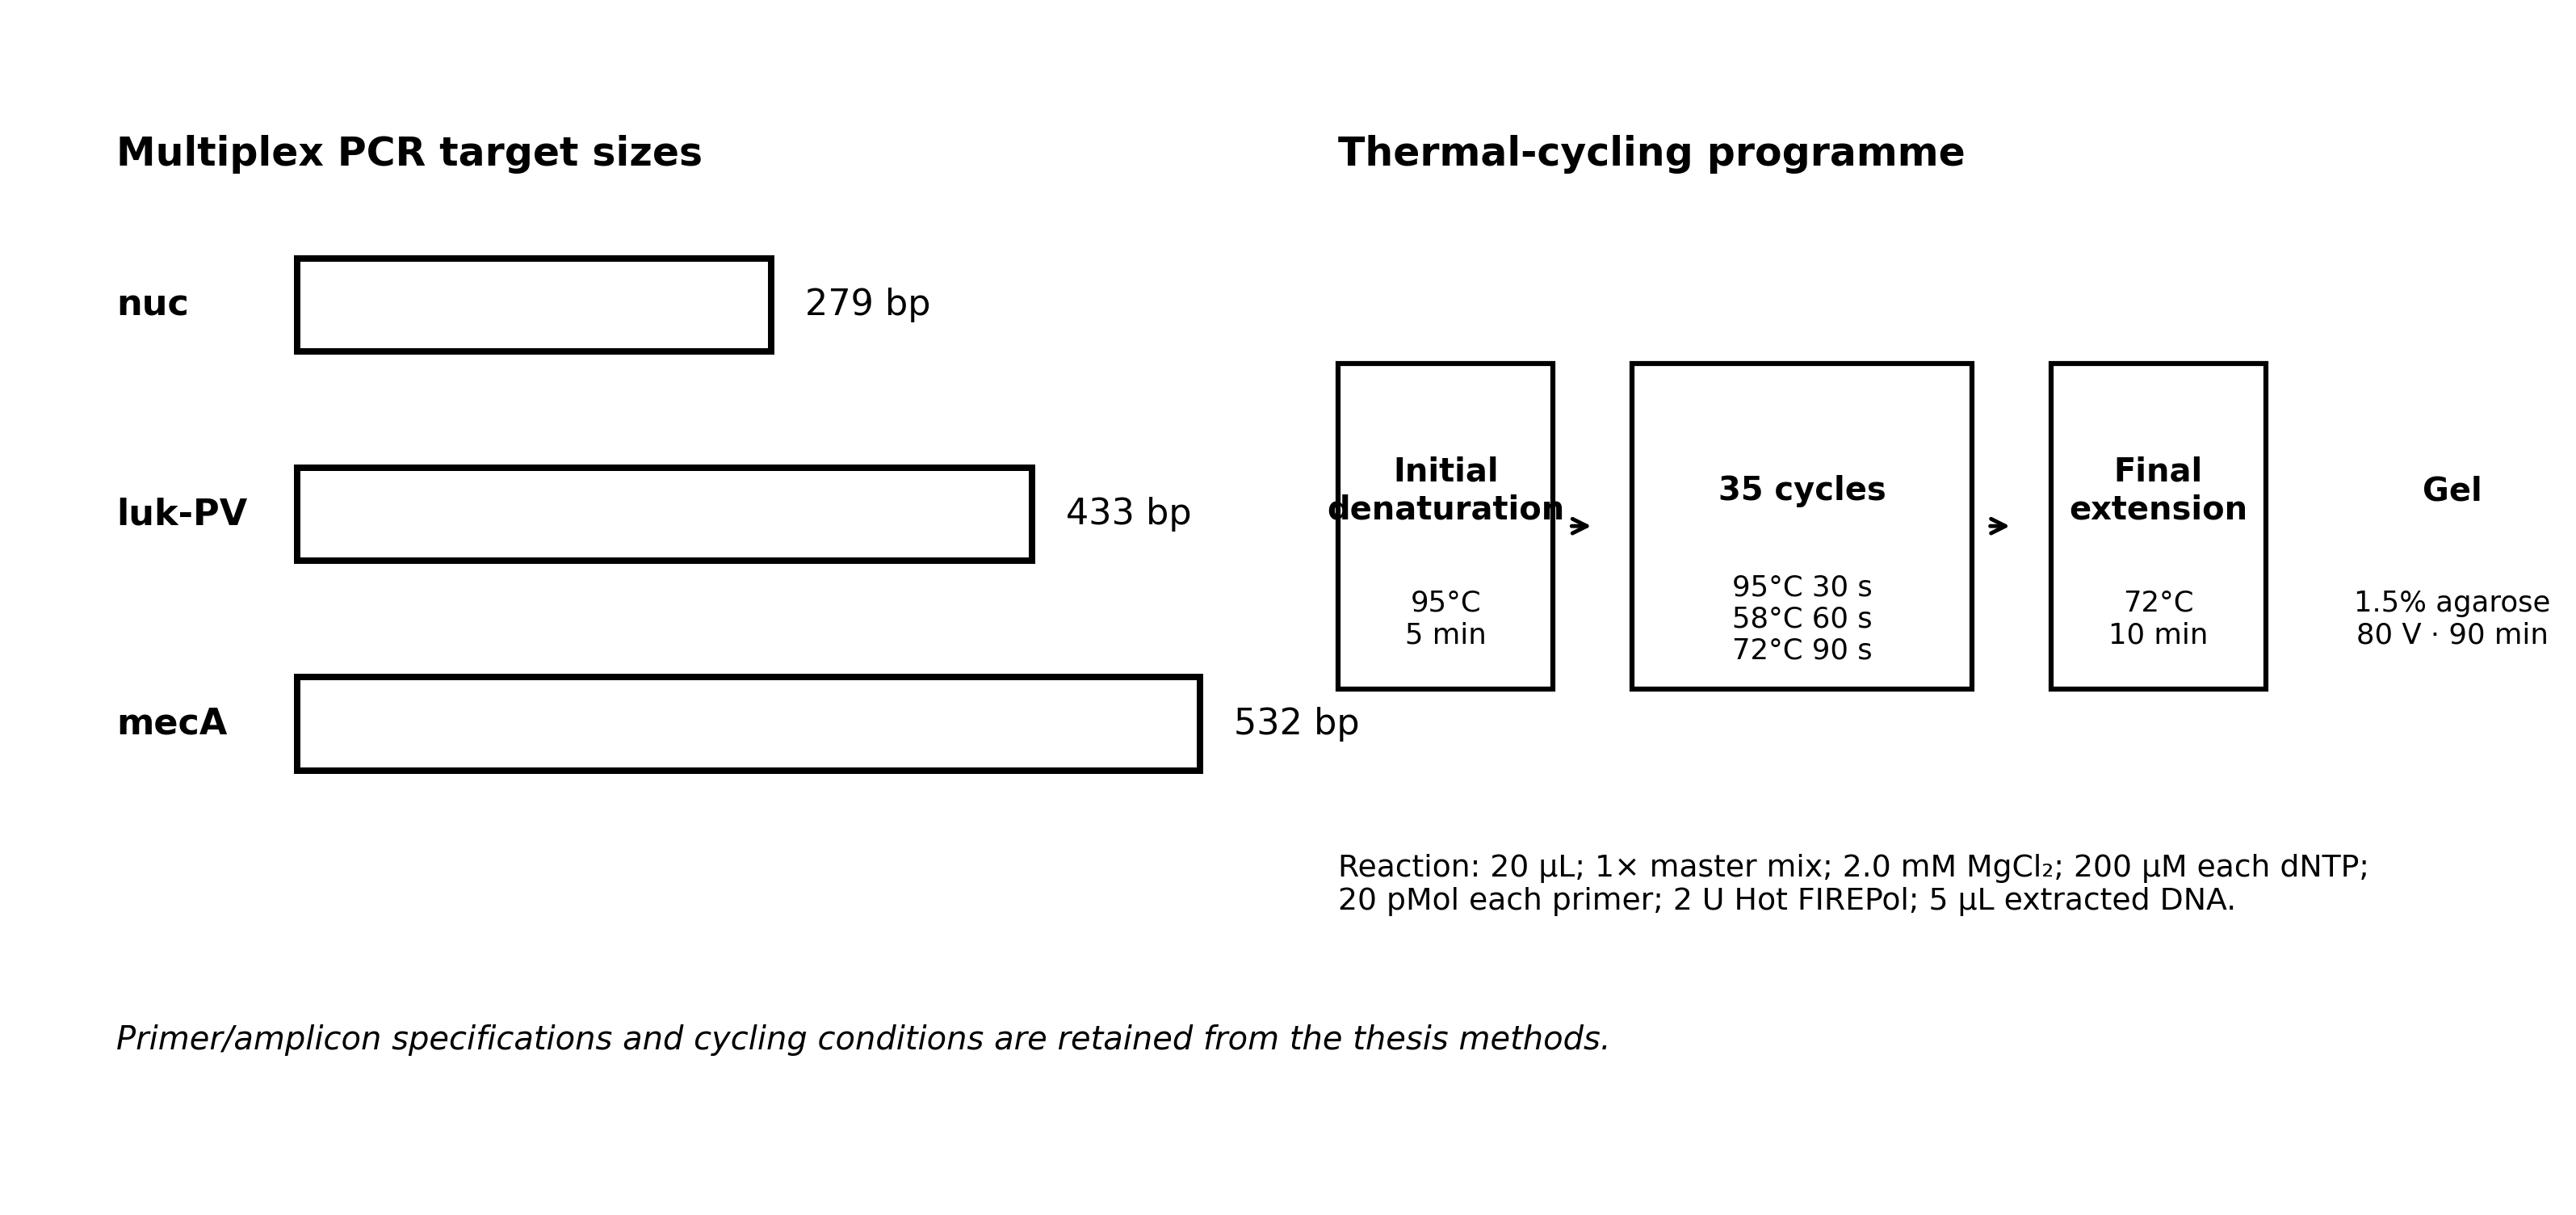 Multiplex PCR target sizes
nuc
279 bp
luk-PV
433 bp
mecA
532 bp
Thermal-cycling programme
Initial
denaturation
95°C
5 min
35 cycles
95°C 30 s
58°C 60 s
72°C 90 s
Final
extension
72°C
10 min
Gel
1.5% agarose
80 V · 90 min
Reaction: 20 µL; 1× master mix; 2.0 mM MgCl₂; 200 µM each dNTP;
20 pMol each primer; 2 U Hot FIREPol; 5 µL extracted DNA.
Primer/amplicon specifications and cycling conditions are retained from the thesis methods.